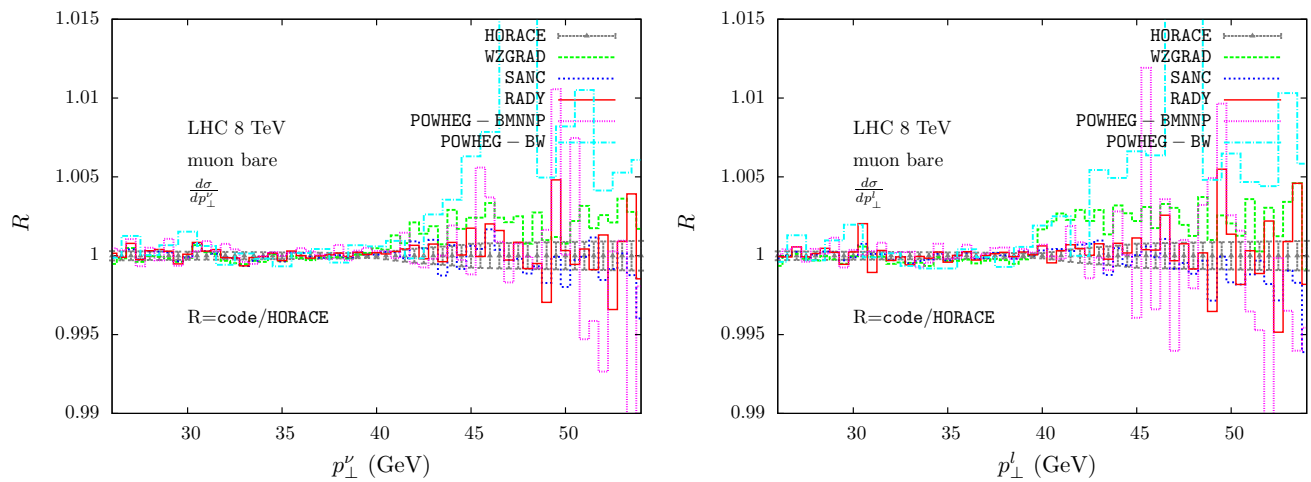 1.015
1.01
1.005
1
0.995
0.99
R
HORACE
WZGRAD
SANC
RADY
POWHEG − BMNNP
POWHEG − BW
LHC 8 TeV
muon bare
dσ/dp⊥^ν
R=code/HORACE
30 35 40 45 50
p⊥^ν (GeV)
1.015
1.01
1.005
1
0.995
0.99
R
HORACE
WZGRAD
SANC
RADY
POWHEG − BMNNP
POWHEG − BW
LHC 8 TeV
muon bare
dσ/dp⊥^l
R=code/HORACE
30 35 40 45 50
p⊥^l (GeV)